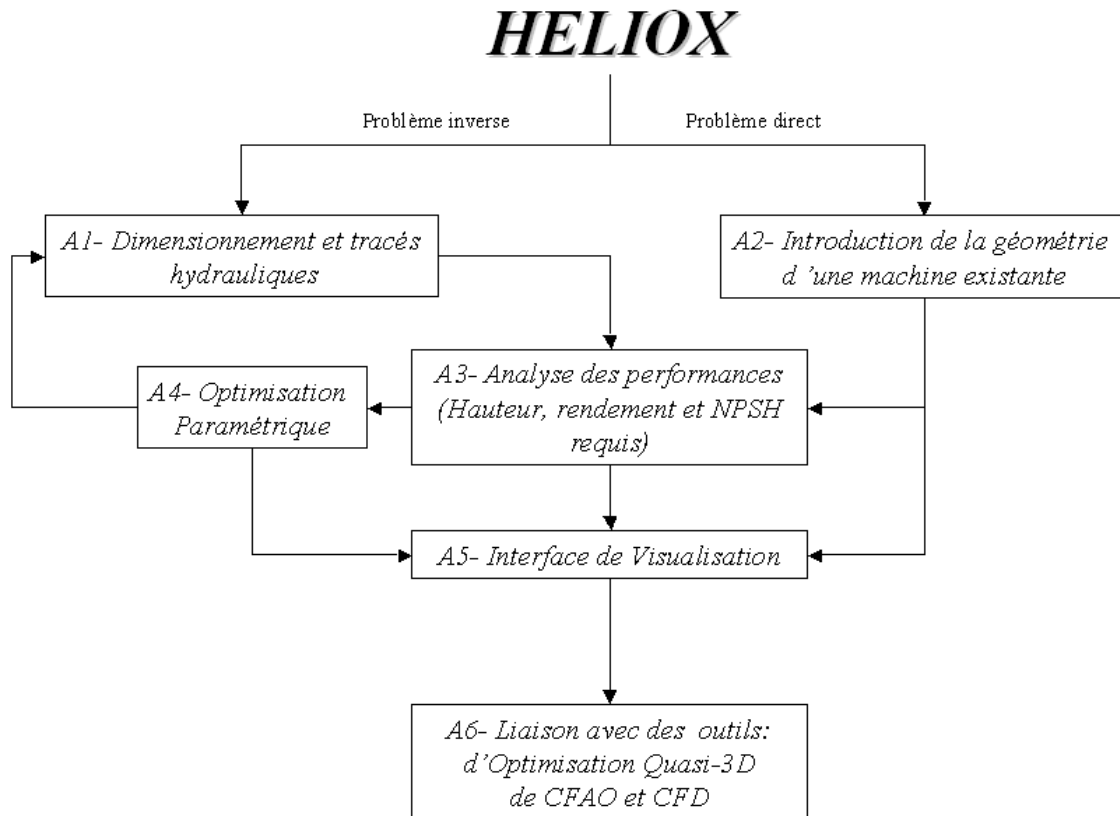 HELIOX
Problème inverse
Problème direct
A1- Dimensionnement et tracés
hydrauliques
A2- Introduction de la géométrie
d ’une machine existante
A3- Analyse des performances
(Hauteur, rendement et NPSH
requis)
A4- Optimisation
Paramétrique
A5- Interface de Visualisation
A6- Liaison avec des outils:
d’Optimisation Quasi-3D
de CFAO et CFD